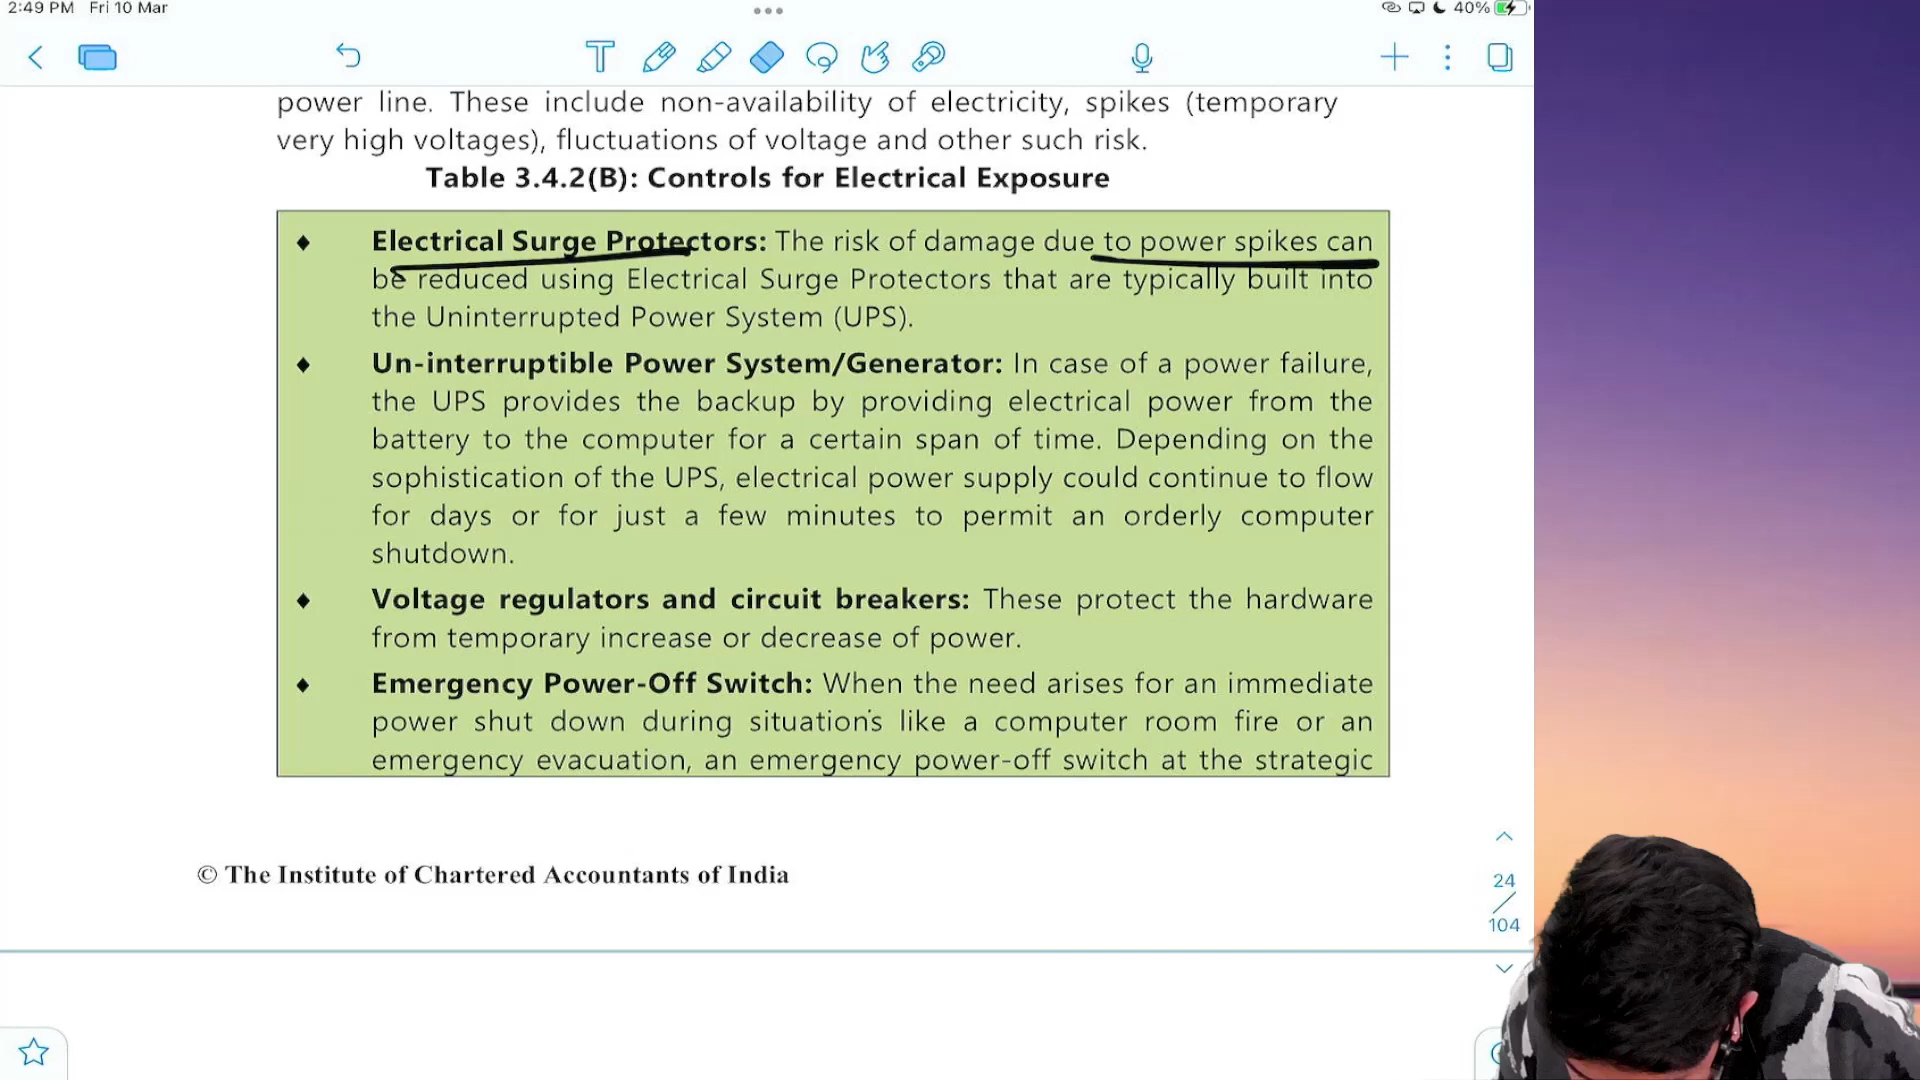 2:49 PM Fri 10 Mar
40%
power line. These include non-availability of electricity, spikes (temporary
very high voltages), fluctuations of voltage and other such risk.
Table 3.4.2(B): Controls for Electrical Exposure
♦ Electrical Surge Protectors: The risk of damage due to power spikes can
be reduced using Electrical Surge Protectors that are typically built into
the Uninterrupted Power System (UPS).
♦ Un-interruptible Power System/Generator: In case of a power failure,
the UPS provides the backup by providing electrical power from the
battery to the computer for a certain span of time. Depending on the
sophistication of the UPS, electrical power supply could continue to flow
for days or for just a few minutes to permit an orderly computer
shutdown.
♦ Voltage regulators and circuit breakers: These protect the hardware
from temporary increase or decrease of power.
♦ Emergency Power-Off Switch: When the need arises for an immediate
power shut down during situations like a computer room fire or an
emergency evacuation, an emergency power-off switch at the strategic
© The Institute of Chartered Accountants of India
24
/
104